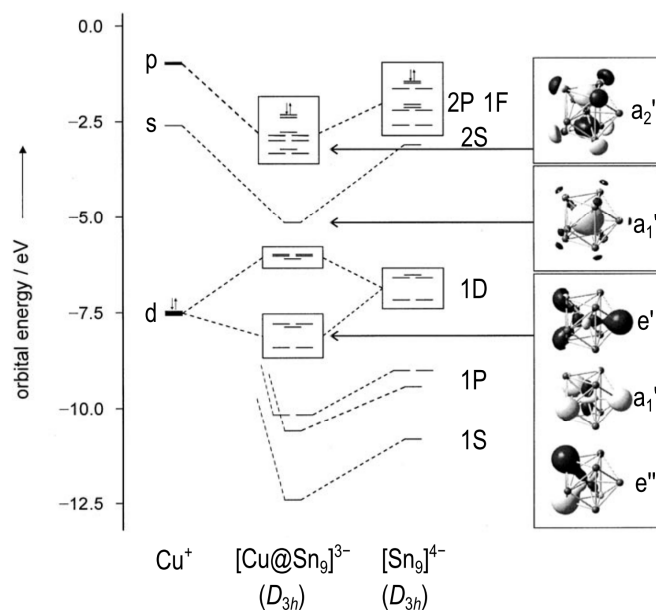 0.0
−2.5
−5.0
−7.5
−10.0
−12.5
orbital energy / eV
p
s
d
2P 1F
2S
1D
1P
1S
a₂'
a₁'
e'
a₁'
e"
Cu⁺ [Cu@Sn₉]³⁻ [Sn₉]⁴⁻
(D₃ₕ) (D₃ₕ)